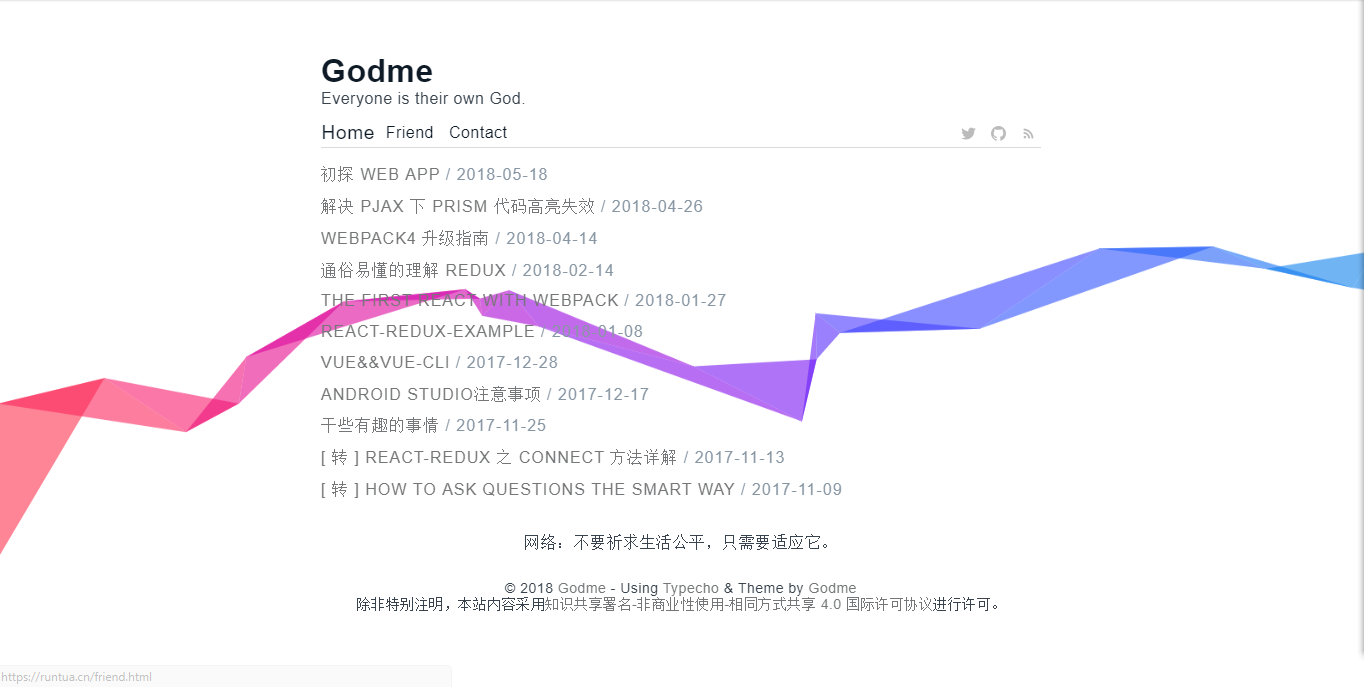 Godme
Everyone is their own God.
Home Friend Contact
初探 WEB APP / 2018-05-18
解决 PJAX 下 PRISM 代码高亮失效 / 2018-04-26
WEBPACK4 升级指南 / 2018-04-14
通俗易懂的理解 REDUX / 2018-02-14
THE FIRST REACT WITH WEBPACK / 2018-01-27
REACT-REDUX-EXAMPLE / 2018-01-08
VUE&&VUE-CLI / 2017-12-28
ANDROID STUDIO注意事项 / 2017-12-17
干些有趣的事情 / 2017-11-25
[ 转 ] REACT-REDUX 之 CONNECT 方法详解 / 2017-11-13
[ 转 ] HOW TO ASK QUESTIONS THE SMART WAY / 2017-11-09
网络：不要祈求生活公平，只需要适应它。
© 2018 Godme - Using Typecho & Theme by Godme
除非特别注明，本站内容采用知识共享署名-非商业性使用-相同方式共享 4.0 国际许可协议进行许可。
https://runtua.cn/friend.html